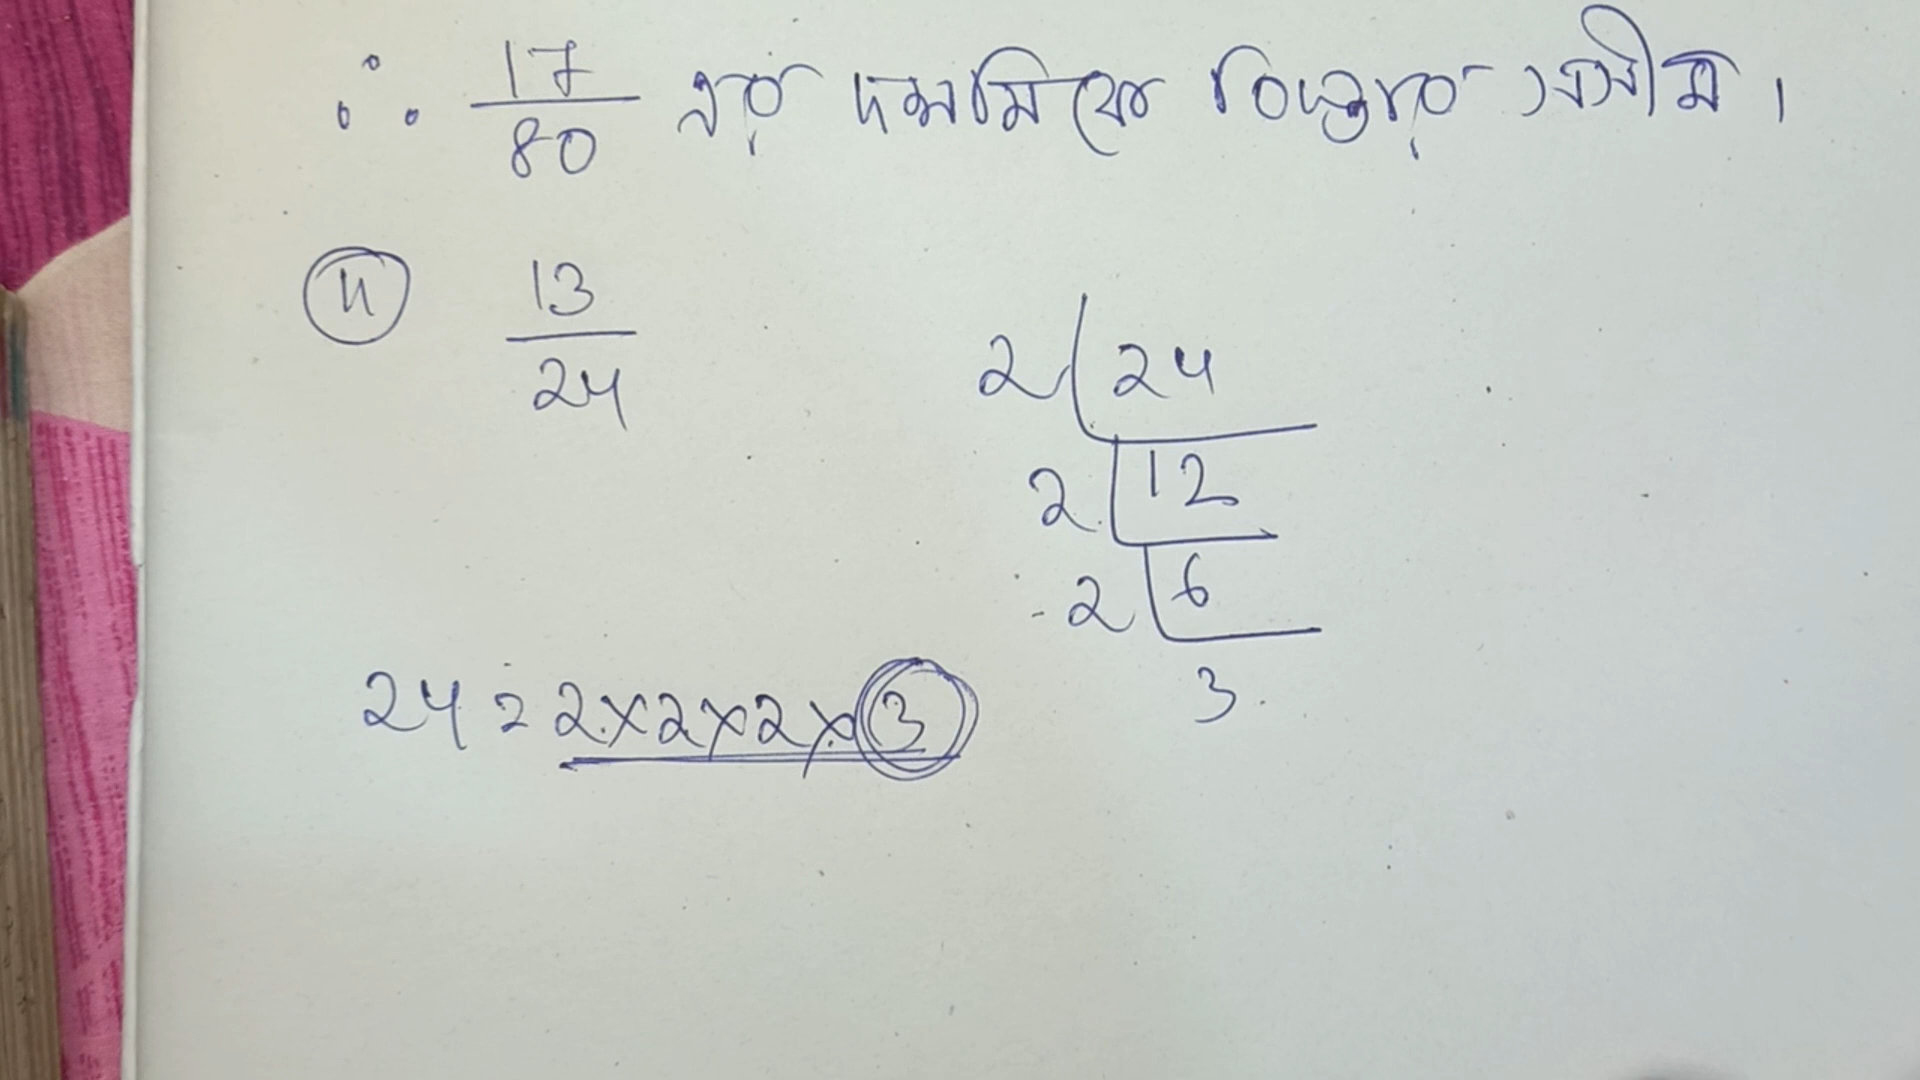 ∴ 17/80 এর দশমিকে বিস্তার সসীম।
(ii) 13/24
2 | 24
2 | 12
2 | 6
3
24 = 2×2×2×3